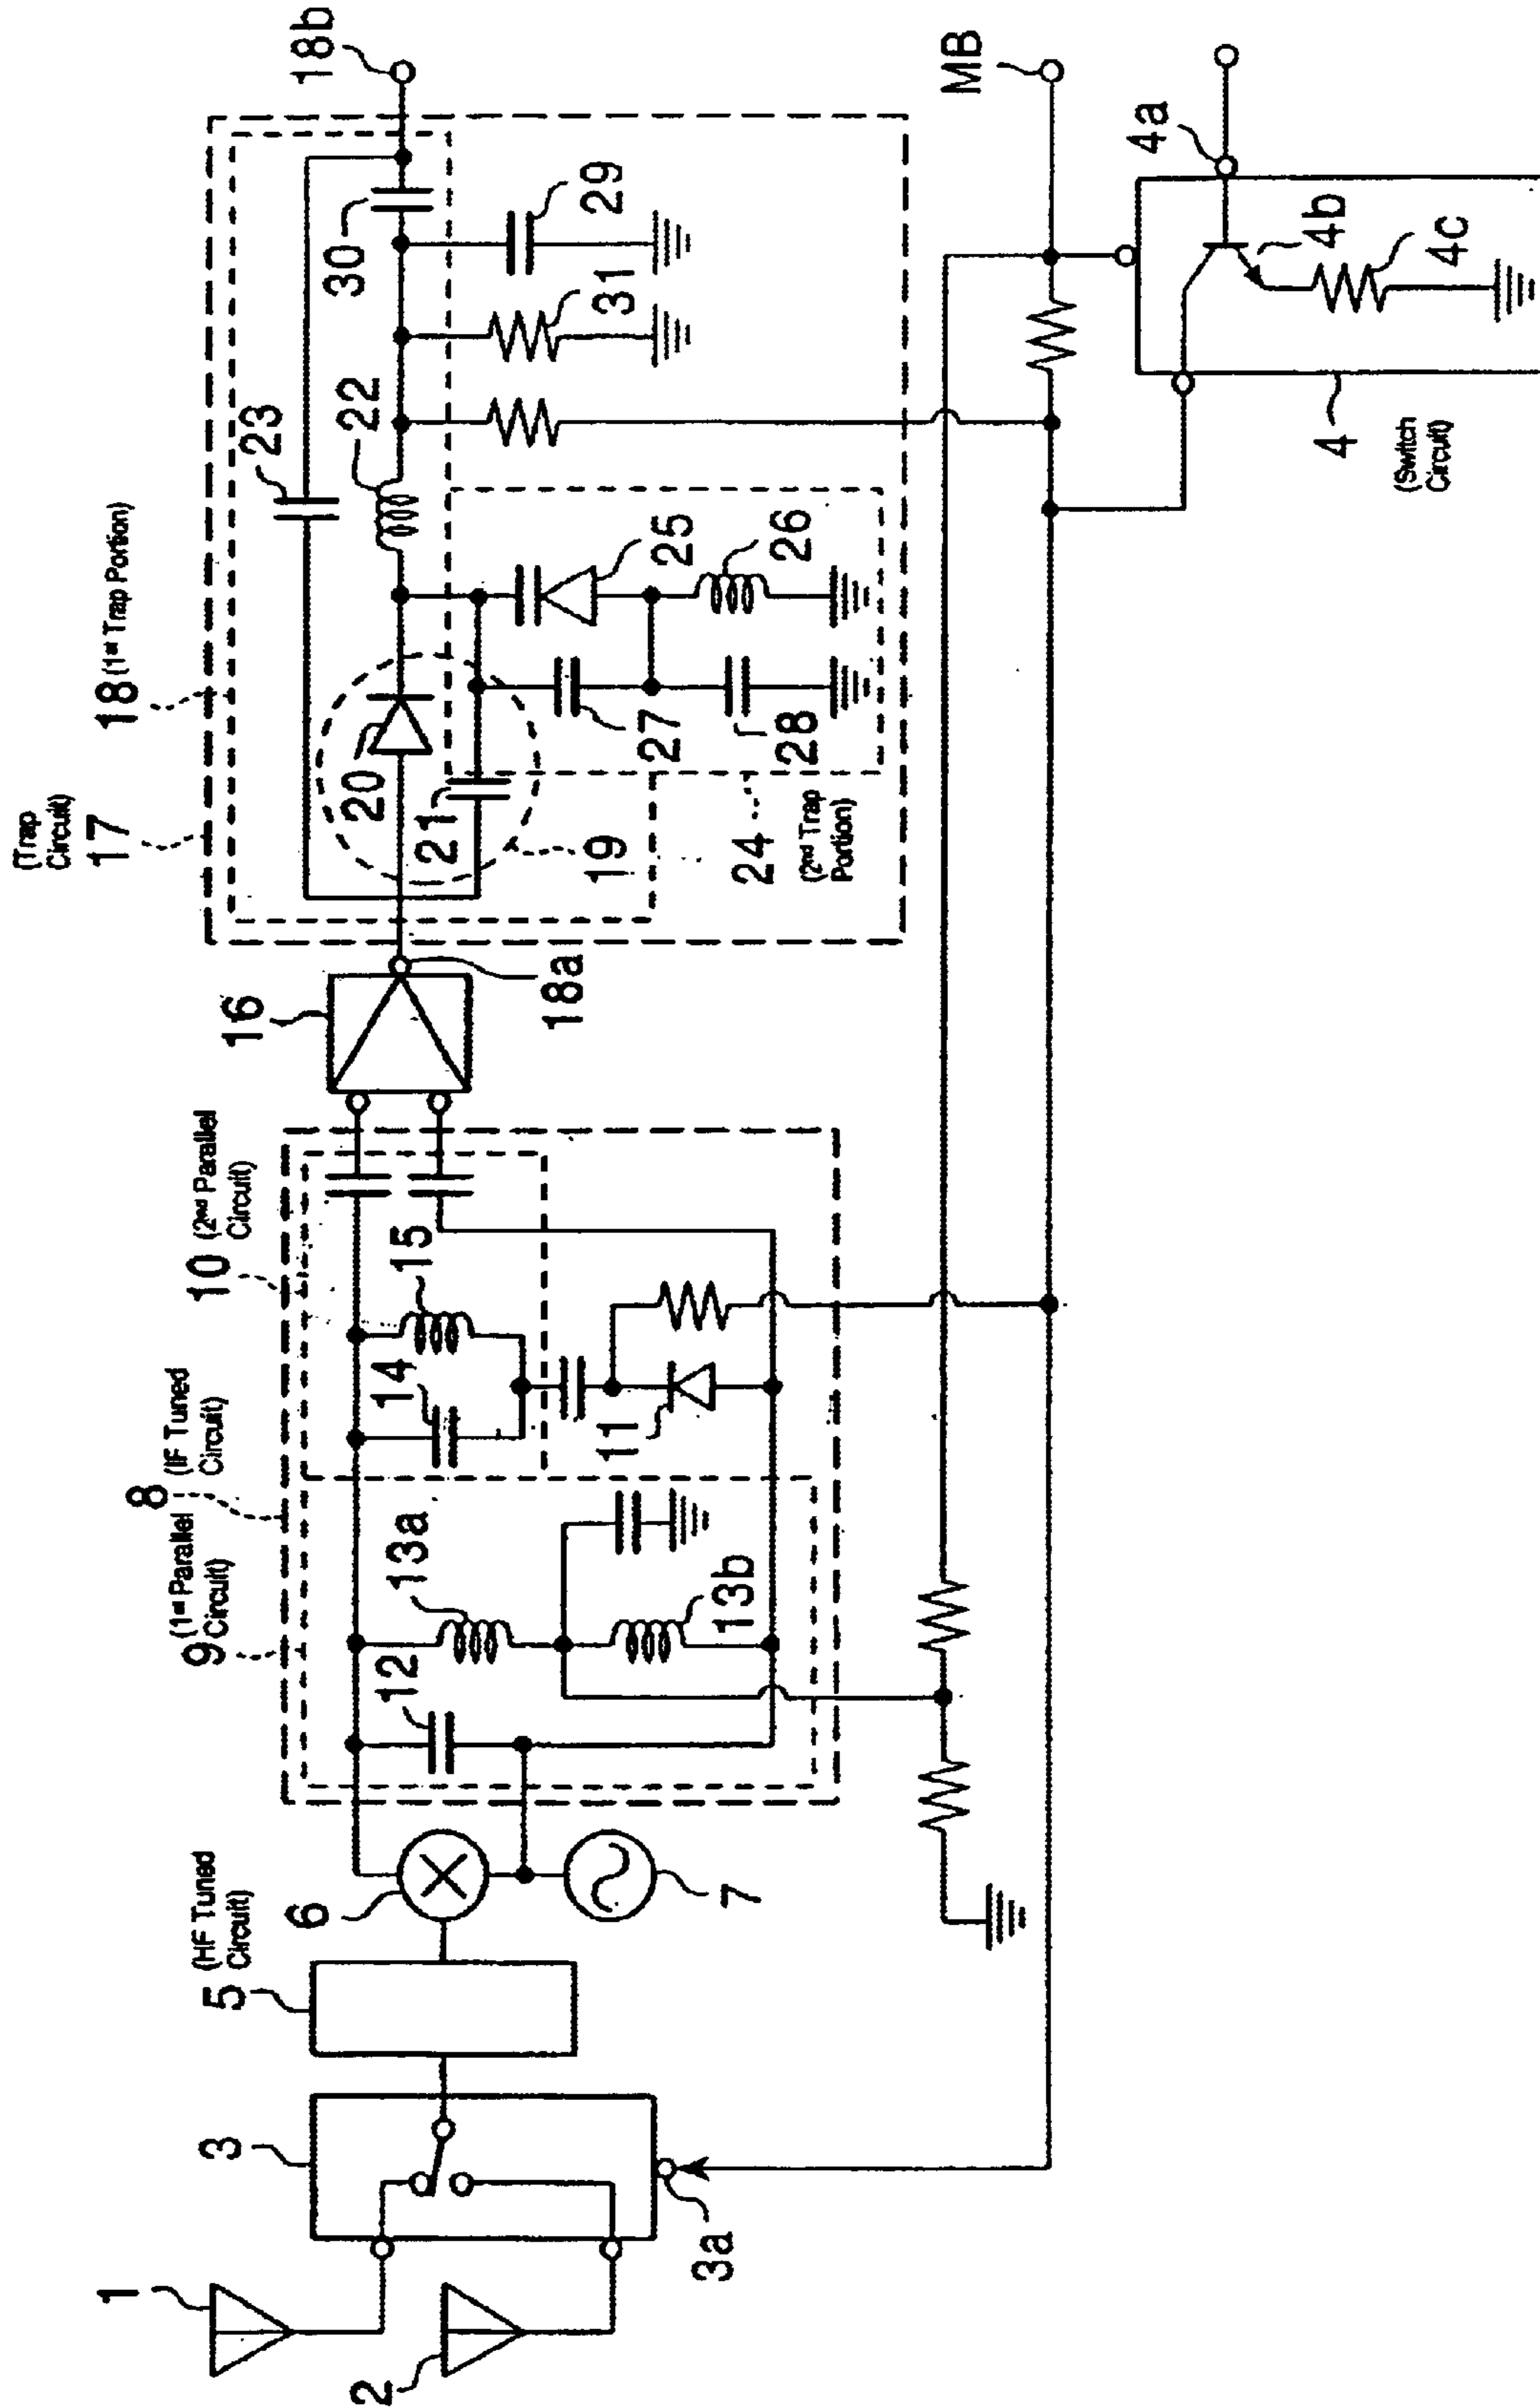 1
2
3
3a
5 (HF Tuned
Circuit)
6
7
8 (IF Tuned
Circuit)
9 (1st Parallel
Circuit)
12
13a
13b
10 (2nd Parallel
Circuit)
14
15
11
16
18a
(Trap
Circuit)
17
18 (1st Trap Portion)
23
20
21
19
22
30
31
29
25
26
27
28
24 (2nd Trap
Portion)
18b
MB
4a
4b
4c
4
(Switch
Circuit)